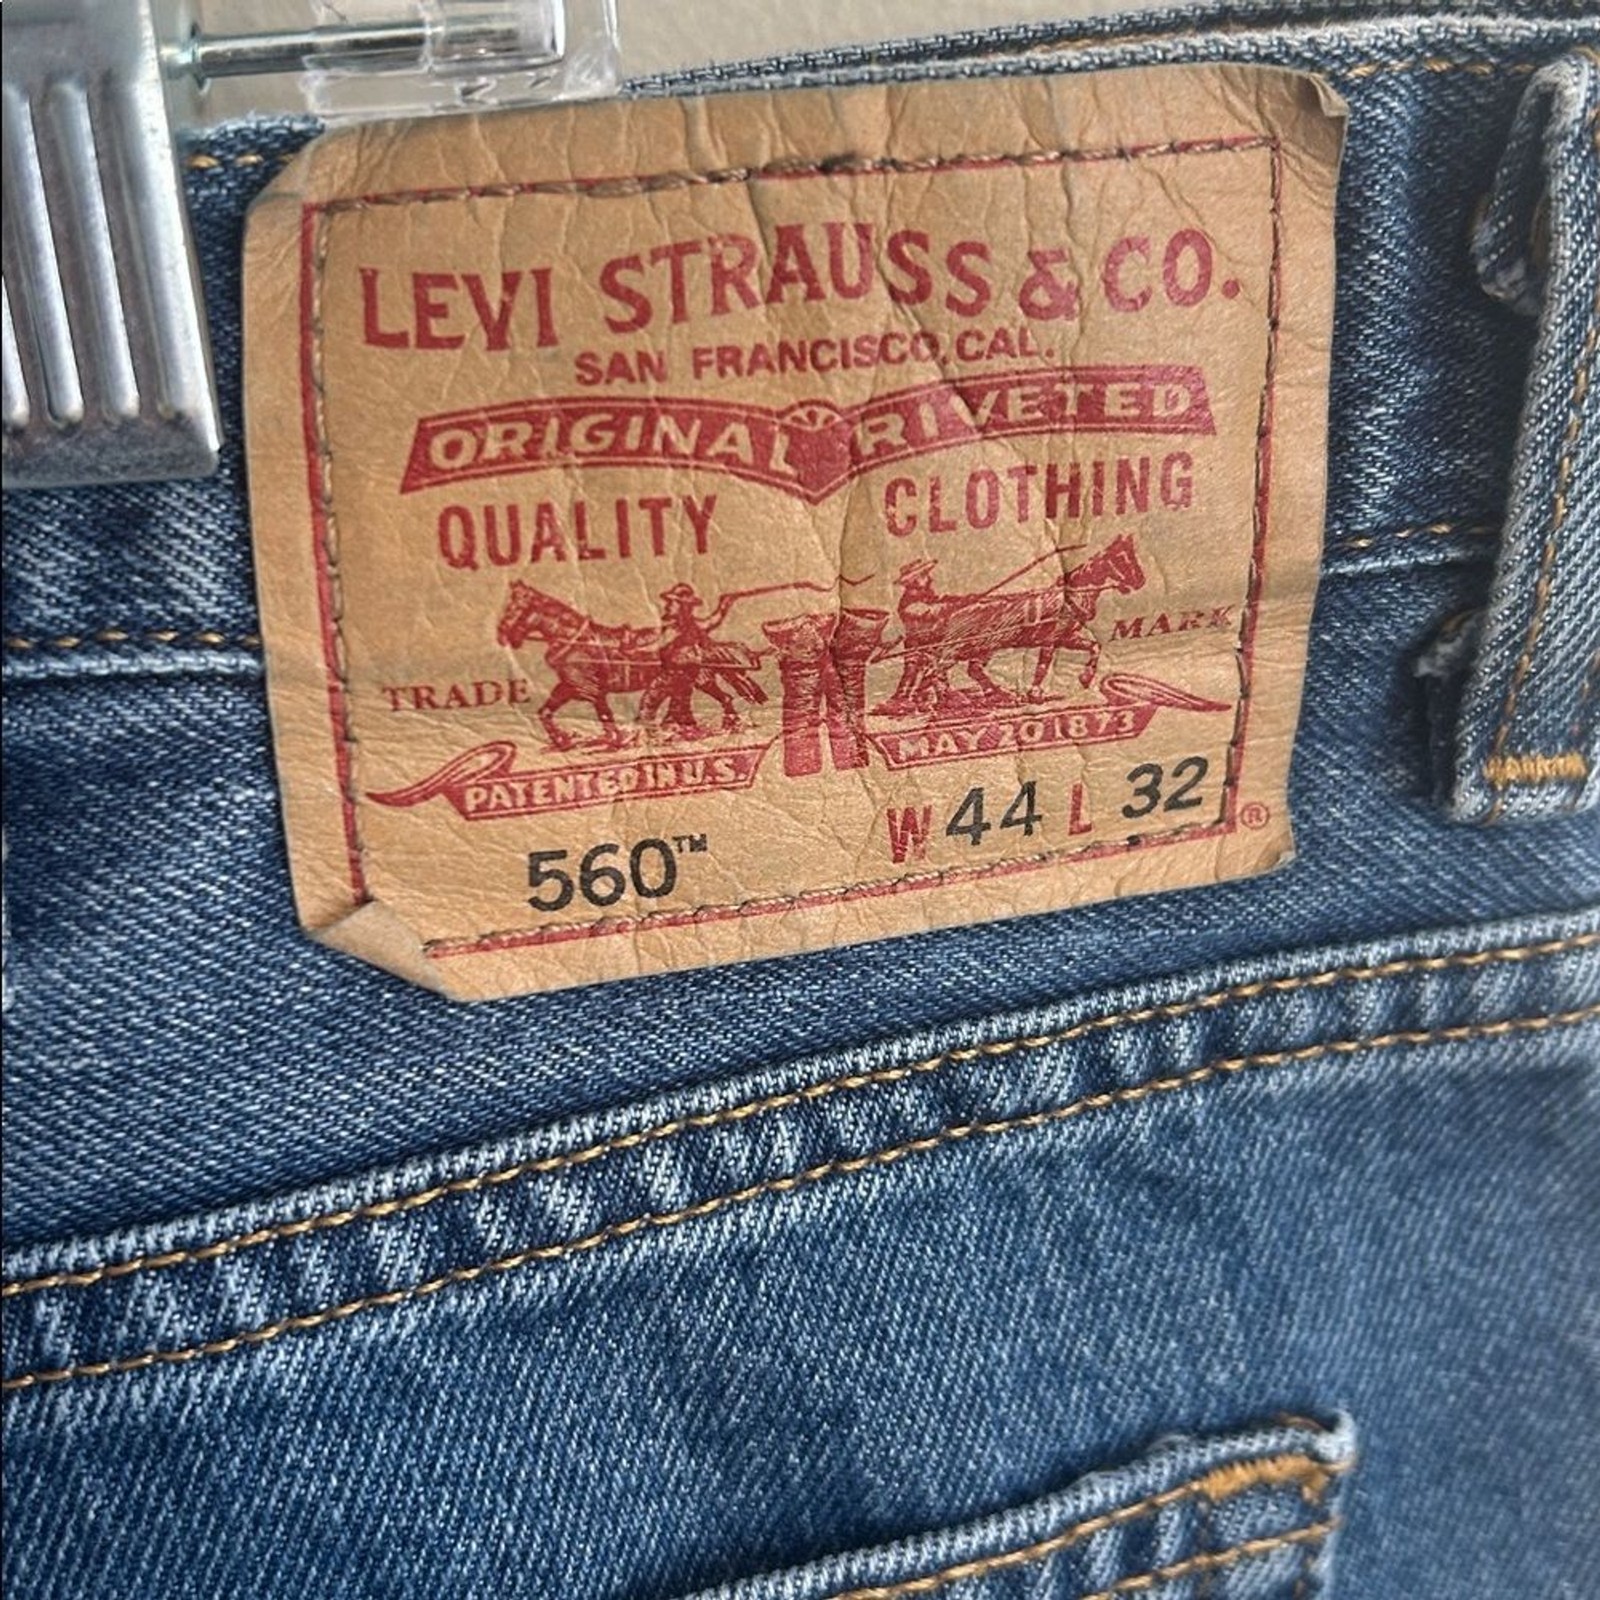 LEVI STRAUSS & CO.
SAN FRANCISCO, CAL.
ORIGINAL RIVETED
QUALITY CLOTHING
TRADE MARK
PATENTED IN U.S. MAY 20 1873
560™ W 44 L 32 ®